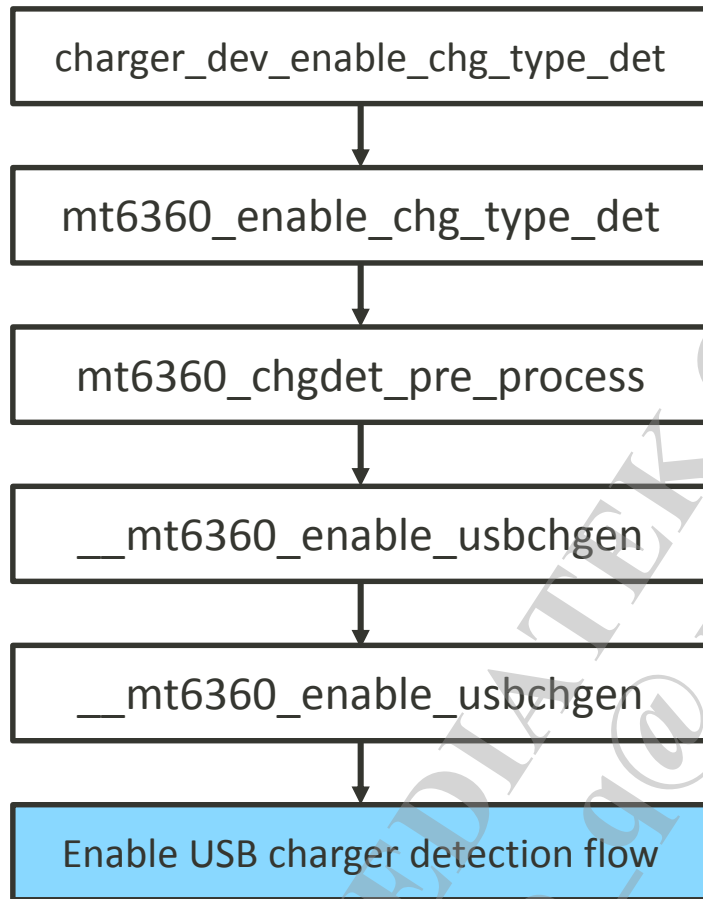 charger_dev_enable_chg_type_det
mt6360_enable_chg_type_det
mt6360_chgdet_pre_process
__mt6360_enable_usbchgen
__mt6360_enable_usbchgen
Enable USB charger detection flow